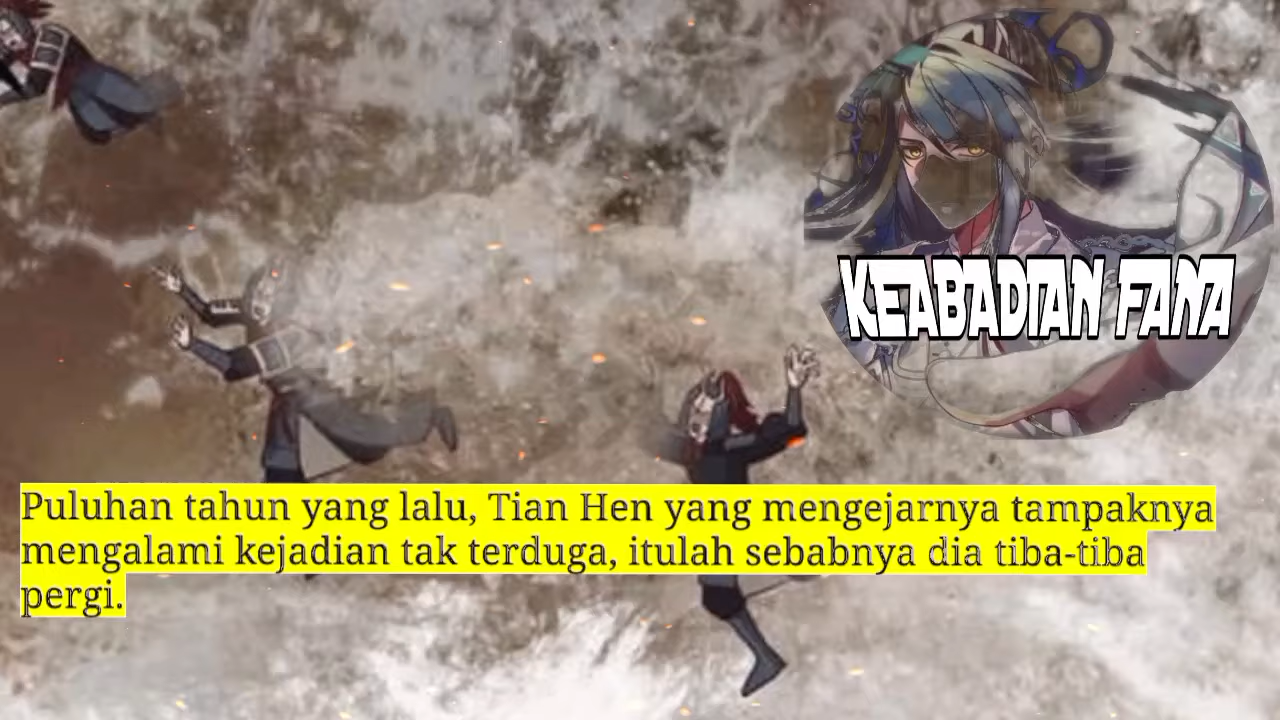 KEABADIAN FANA
Puluhan tahun yang lalu, Tian Hen yang mengejarnya tampaknya
mengalami kejadian tak terduga, itulah sebabnya dia tiba-tiba
pergi.